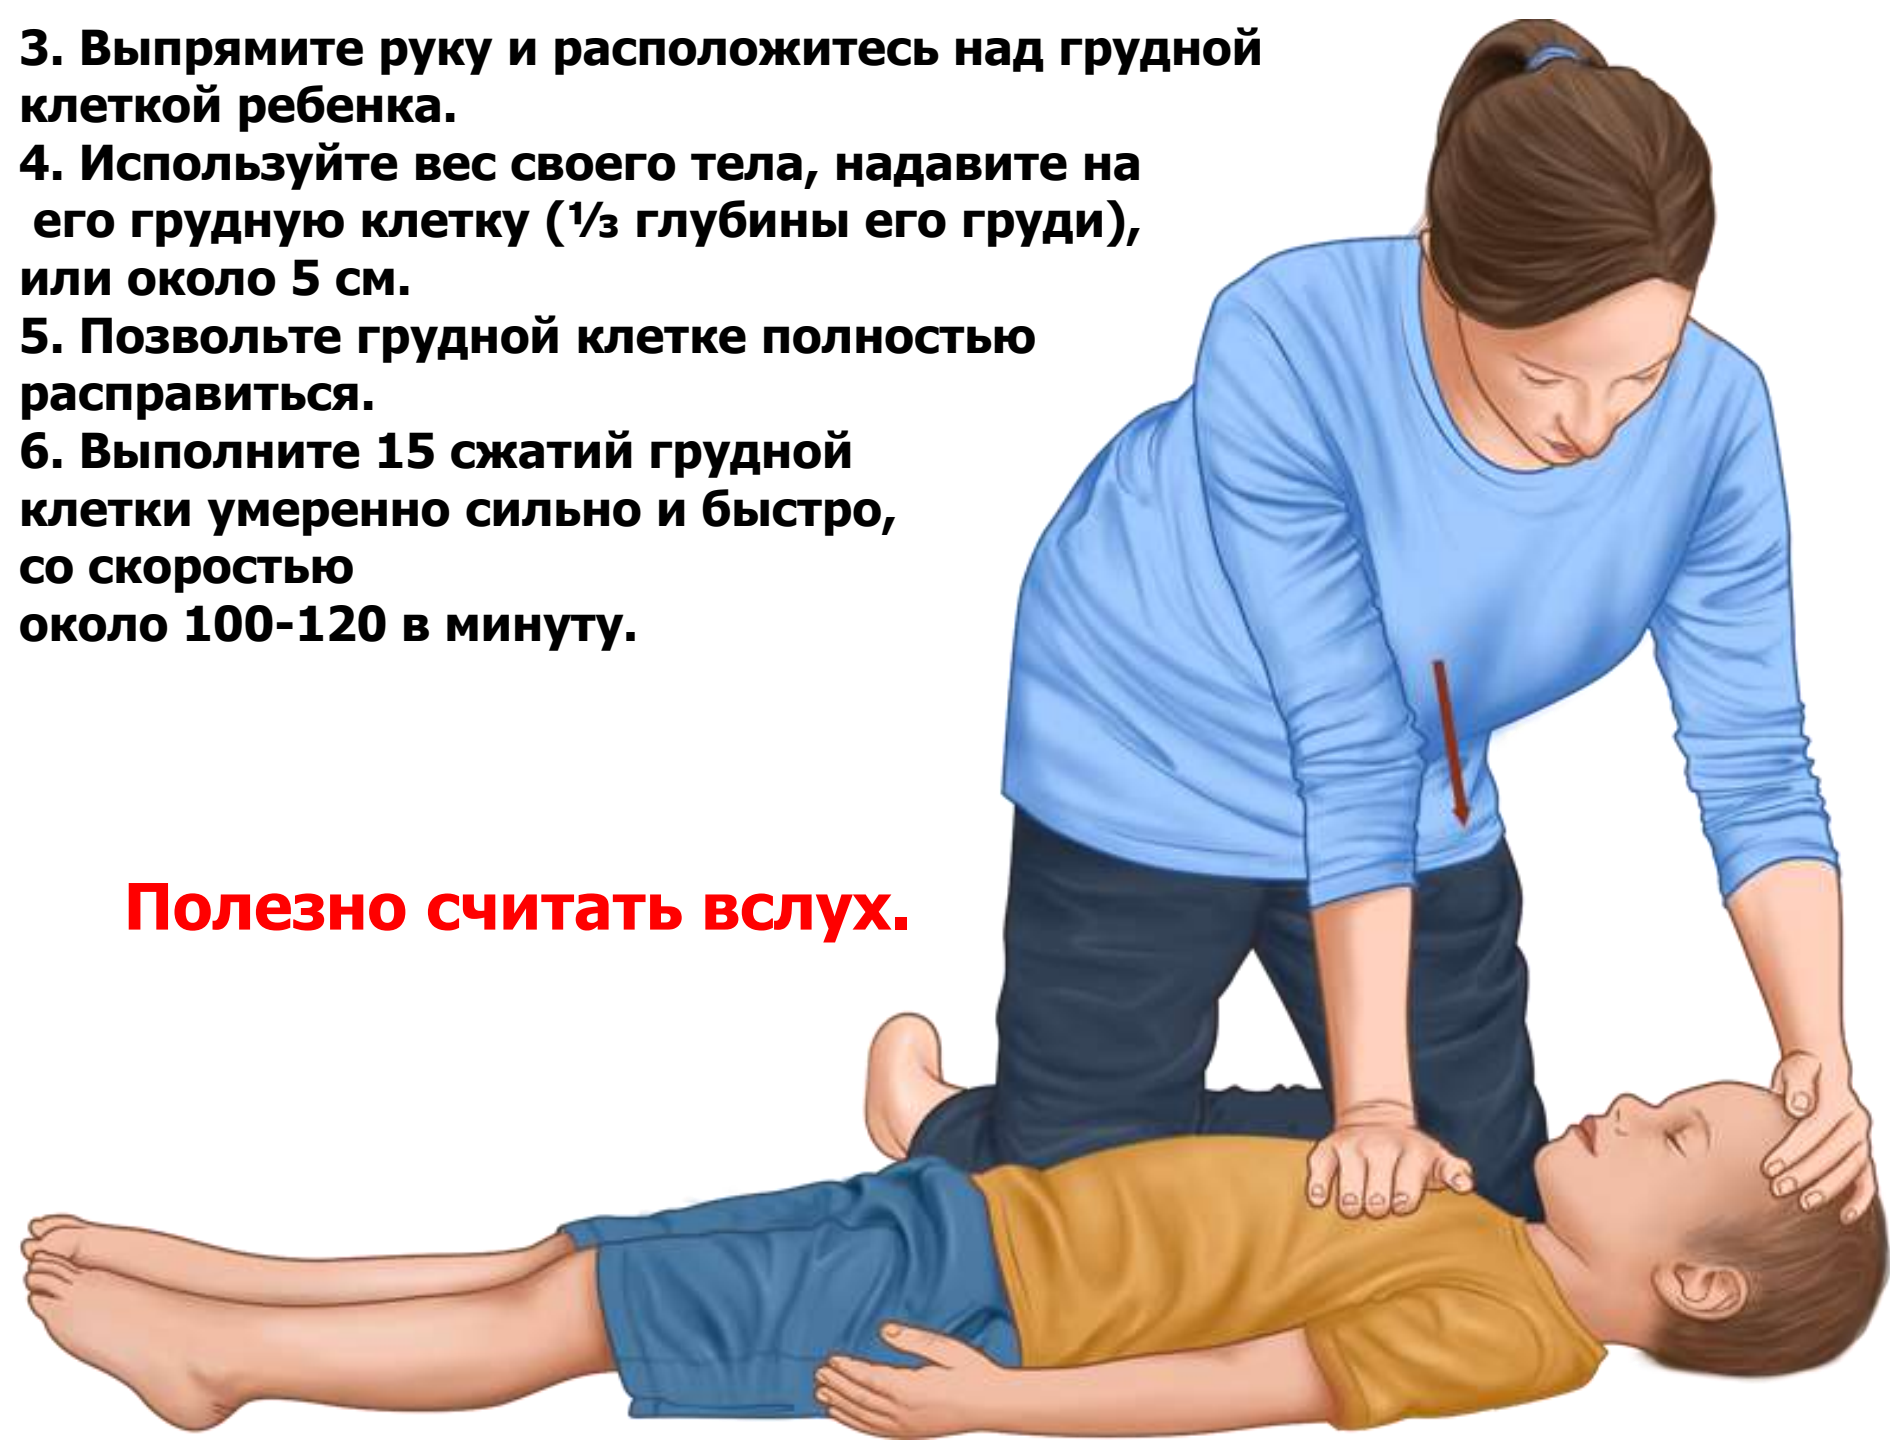 3. Выпрямите руку и расположитесь над грудной
клеткой ребенка.
4. Используйте вес своего тела, надавите на
его грудную клетку (⅓ глубины его груди),
или около 5 см.
5. Позвольте грудной клетке полностью
расправиться.
6. Выполните 15 сжатий грудной
клетки умеренно сильно и быстро,
со скоростью
около 100-120 в минуту.
Полезно считать вслух.